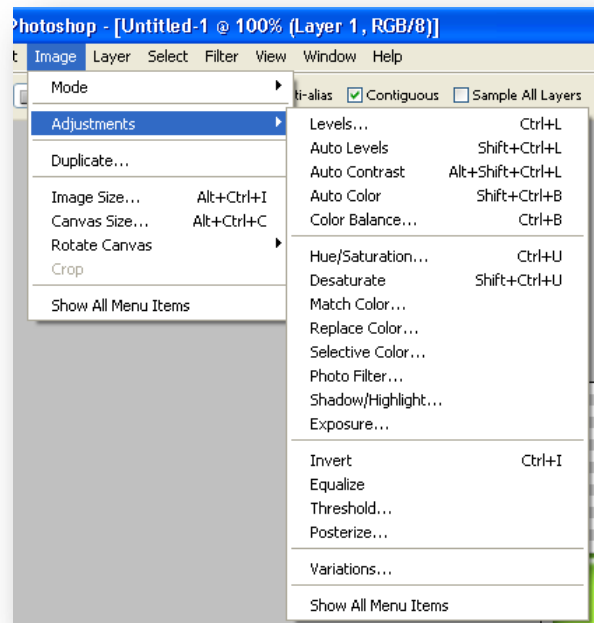 Photoshop - [Untitled-1 @ 100% (Layer 1, RGB/8)]
t Image Layer Select Filter View Window Help
ti-alias Contiguous Sample All Layers
Mode
Adjustments
Duplicate...
Image Size... Alt+Ctrl+I
Canvas Size... Alt+Ctrl+C
Rotate Canvas
Crop
Show All Menu Items
Levels... Ctrl+L
Auto Levels Shift+Ctrl+L
Auto Contrast Alt+Shift+Ctrl+L
Auto Color Shift+Ctrl+B
Color Balance... Ctrl+B
Hue/Saturation... Ctrl+U
Desaturate Shift+Ctrl+U
Match Color...
Replace Color...
Selective Color...
Photo Filter...
Shadow/Highlight...
Exposure...
Invert Ctrl+I
Equalize
Threshold...
Posterize...
Variations...
Show All Menu Items